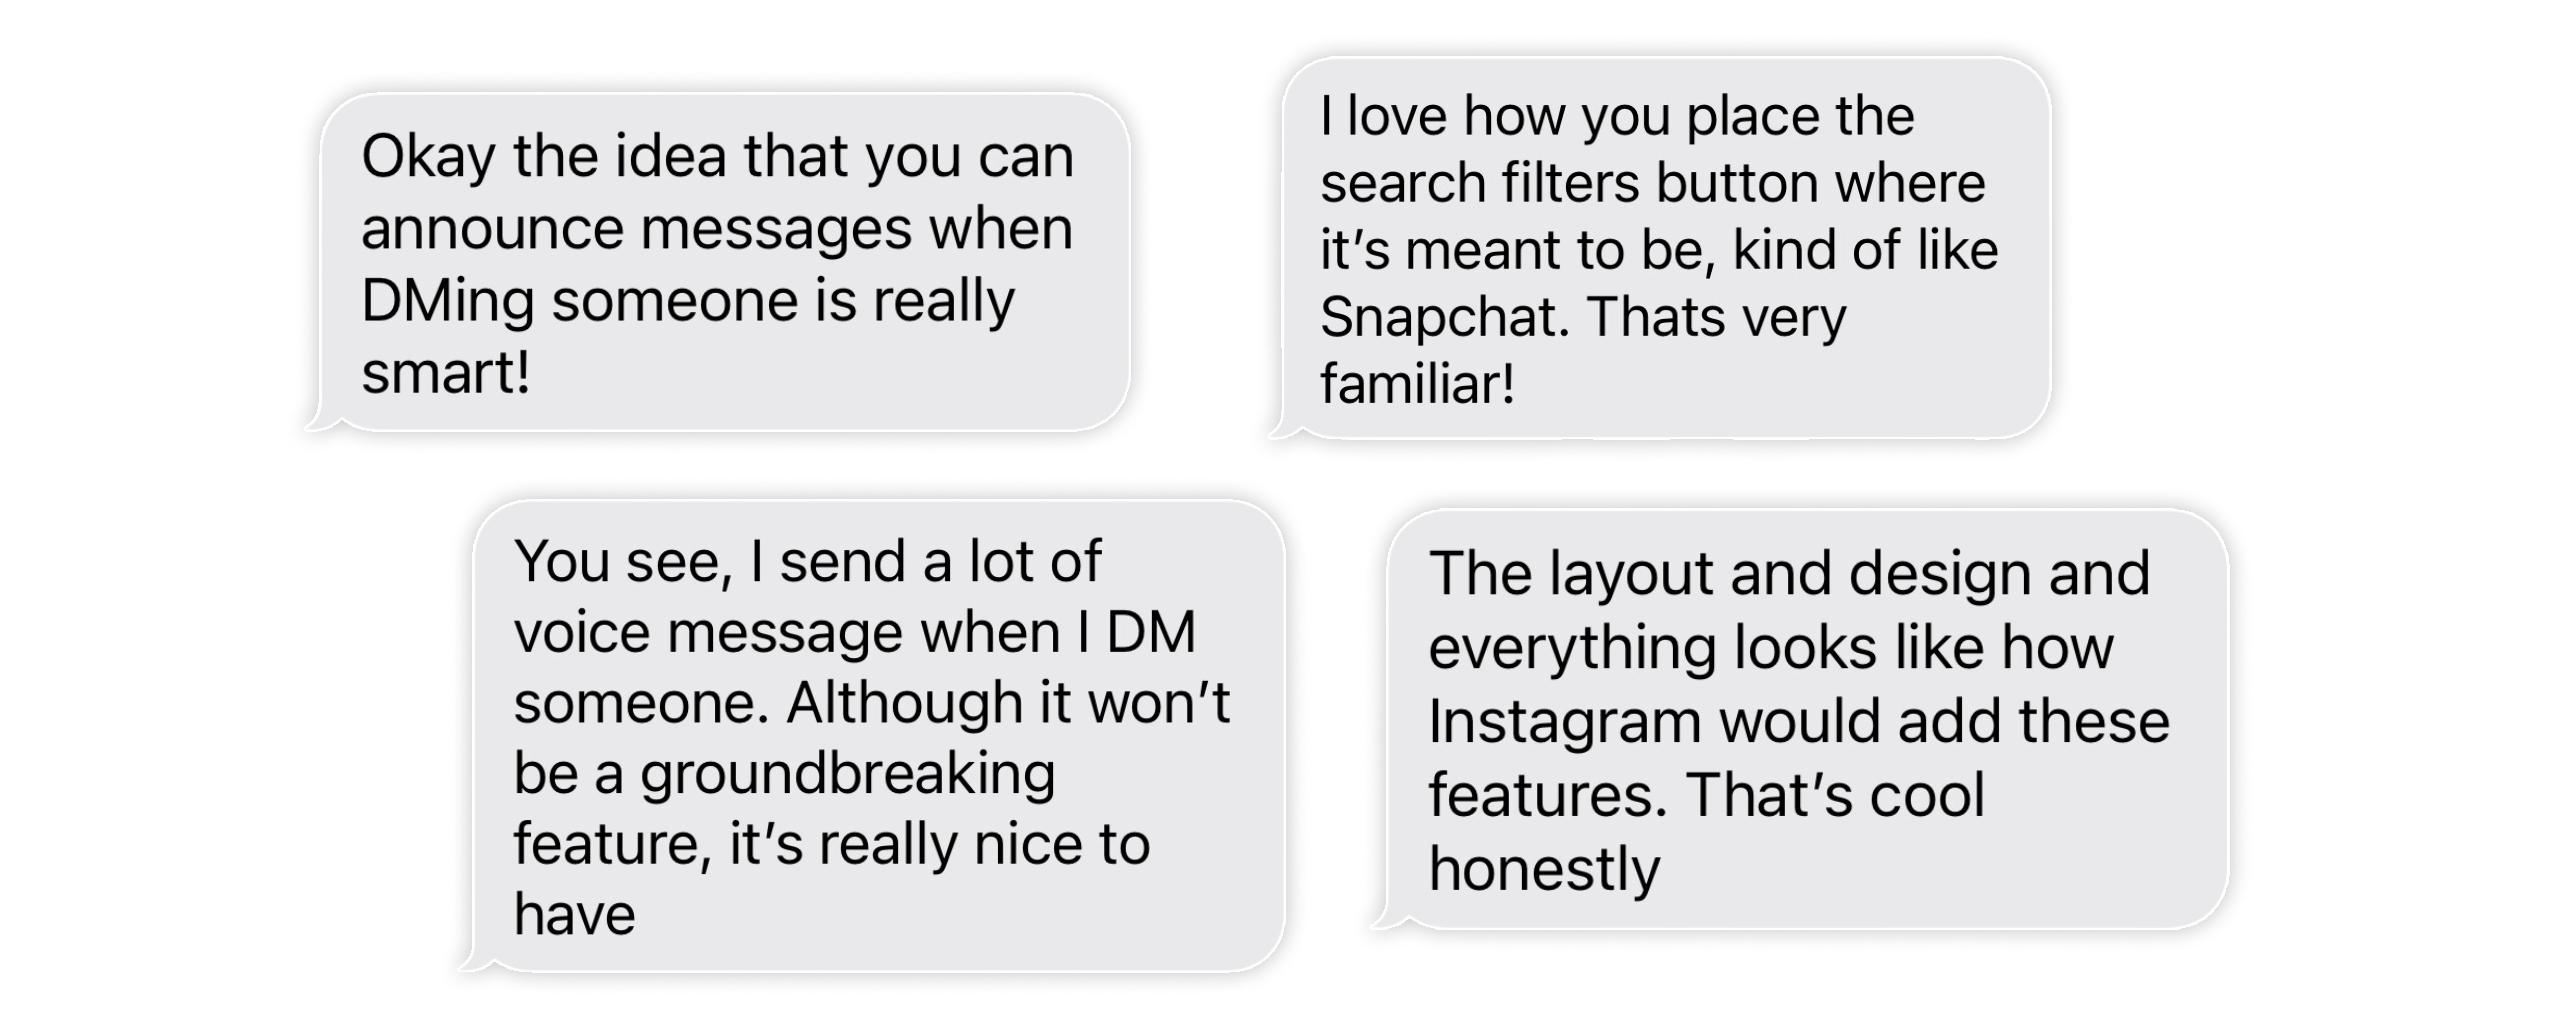 Okay the idea that you can
announce messages when
DMing someone is really
smart!
I love how you place the
search filters button where
it’s meant to be, kind of like
Snapchat. Thats very
familiar!
You see, I send a lot of
voice message when I DM
someone. Although it won’t
be a groundbreaking
feature, it’s really nice to
have
The layout and design and
everything looks like how
Instagram would add these
features. That’s cool
honestly